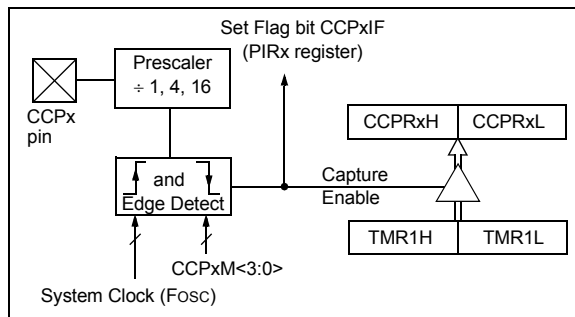 Set Flag bit CCPxIF
(PIRx register)
Prescaler
÷ 1, 4, 16
CCPx
pin
CCPRxH
CCPRxL
and
Edge Detect
Capture
Enable
TMR1H
TMR1L
CCPxM<3:0>
System Clock (FOSC)